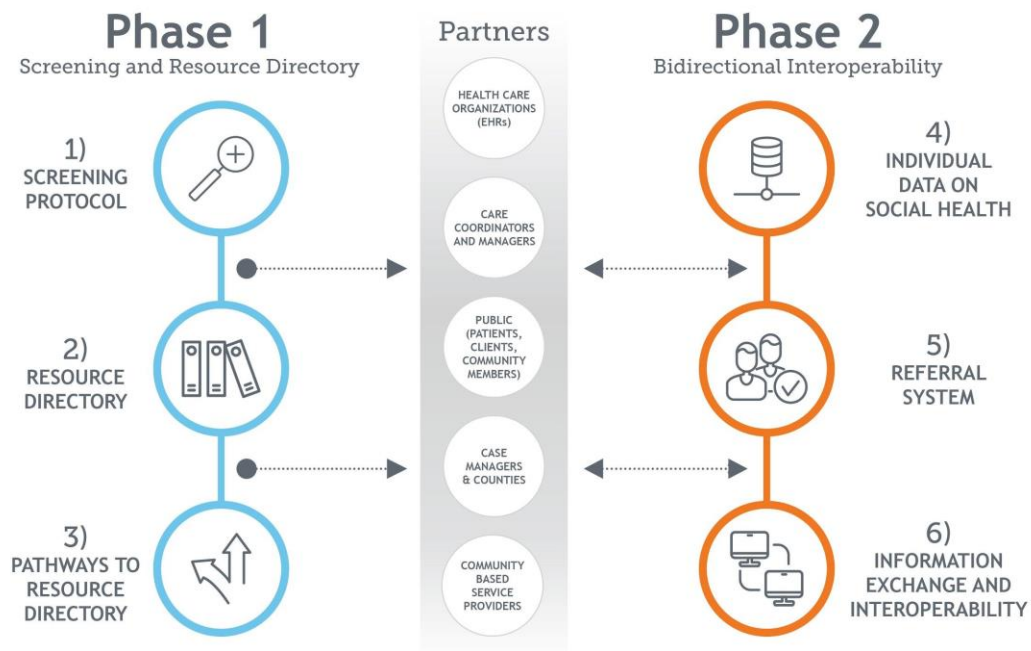 Phase 1
Screening and Resource Directory
1)
SCREENING
PROTOCOL
2)
RESOURCE
DIRECTORY
3)
PATHWAYS TO
RESOURCE
DIRECTORY
Partners
HEALTH CARE
ORGANIZATIONS
(EHRs)
CARE
COORDINATORS
AND MANAGERS
PUBLIC
(PATIENTS,
CLIENTS,
COMMUNITY
MEMBERS)
CASE
MANAGERS
& COUNTIES
COMMUNITY
BASED
SERVICE
PROVIDERS
Phase 2
Bidirectional Interoperability
4)
INDIVIDUAL
DATA ON
SOCIAL HEALTH
5)
REFERRAL
SYSTEM
6)
INFORMATION
EXCHANGE AND
INTEROPERABILITY